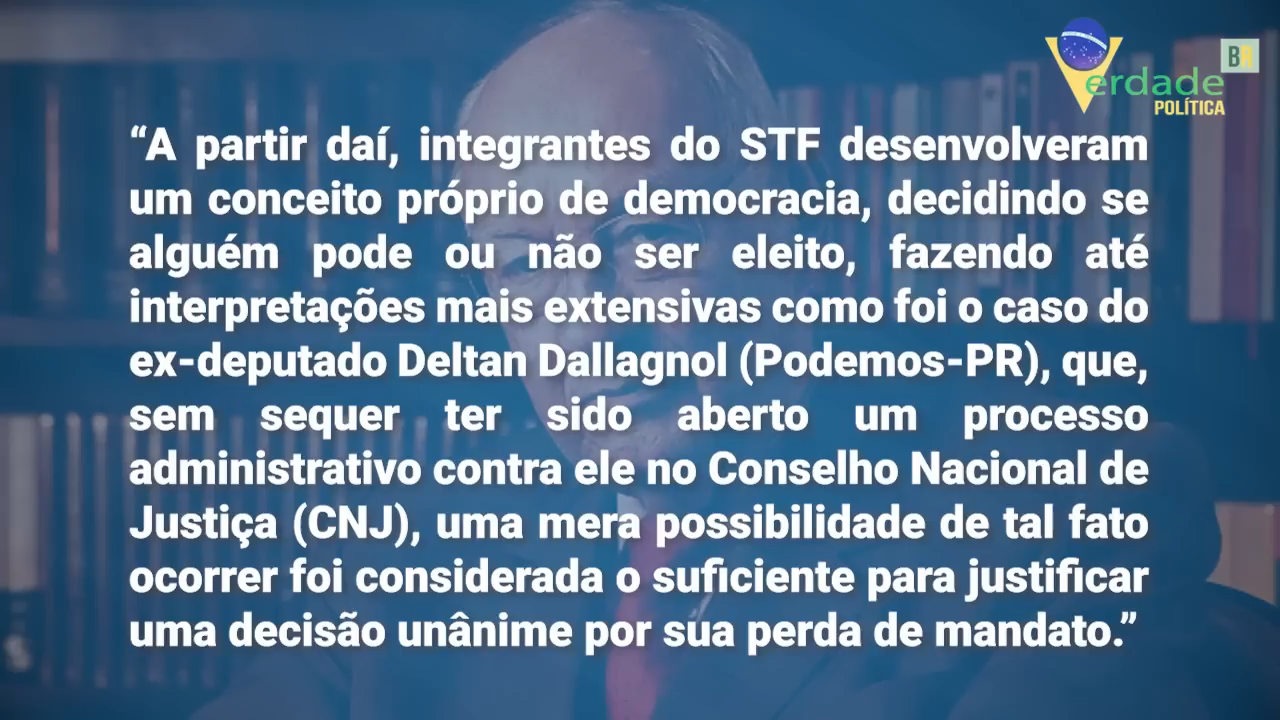 BR
erdade
POLÍTICA
“A partir daí, integrantes do STF desenvolveram
um conceito próprio de democracia, decidindo se
alguém pode ou não ser eleito, fazendo até
interpretações mais extensivas como foi o caso do
ex-deputado Deltan Dallagnol (Podemos-PR), que,
sem sequer ter sido aberto um processo
administrativo contra ele no Conselho Nacional de
Justiça (CNJ), uma mera possibilidade de tal fato
ocorrer foi considerada o suficiente para justificar
uma decisão unânime por sua perda de mandato.”